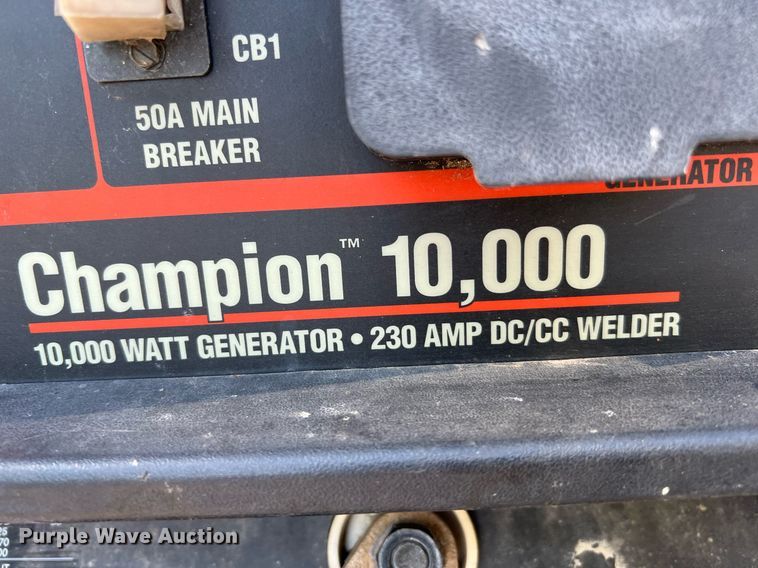 CB1
50A MAIN
BREAKER
GENERATOR
Champion™ 10,000
10,000 WATT GENERATOR • 230 AMP DC/CC WELDER
Purple Wave Auction